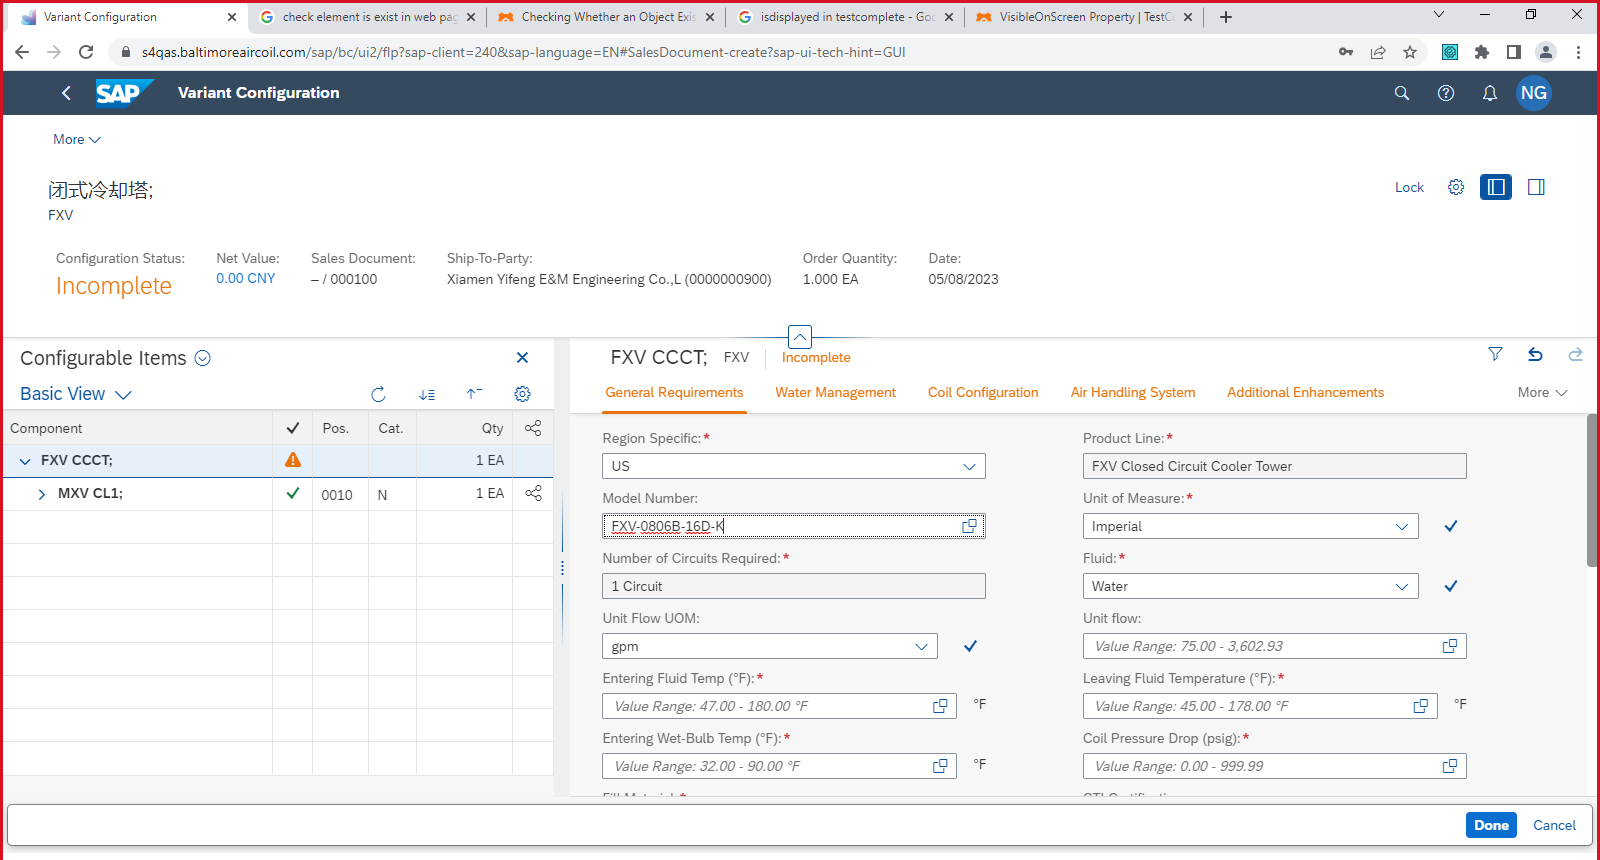 Variant Configuration
check element is exist in web pag
Checking Whether an Object Exis
isdisplayed in testcomplete - Goo
VisibleOnScreen Property | TestCo
s4qas.baltimoreaircoil.com/sap/bc/ui2/flp?sap-client=240&sap-language=EN#SalesDocument-create?sap-ui-tech-hint=GUI
SAP
Variant Configuration
NG
More
闭式冷却塔;
FXV
Lock
Configuration Status:
Incomplete
Net Value:
0.00 CNY
Sales Document:
– / 000100
Ship-To-Party:
Xiamen Yifeng E&M Engineering Co.,L (0000000900)
Order Quantity:
1.000 EA
Date:
05/08/2023
Configurable Items
Basic View
Component Pos. Cat. Qty
FXV CCCT; 1 EA
MXV CL1; 0010 N 1 EA
FXV CCCT; FXV Incomplete
General Requirements Water Management Coil Configuration Air Handling System Additional Enhancements More
Region Specific:*
US
Product Line:*
FXV Closed Circuit Cooler Tower
Model Number:
FXV-0806B-16D-K
Unit of Measure:*
Imperial
Number of Circuits Required:*
1 Circuit
Fluid:*
Water
Unit Flow UOM:
gpm
Unit flow:
Value Range: 75.00 - 3,602.93
Entering Fluid Temp (°F):*
Value Range: 47.00 - 180.00 °F
°F
Leaving Fluid Temperature (°F):*
Value Range: 45.00 - 178.00 °F
°F
Entering Wet-Bulb Temp (°F):*
Value Range: 32.00 - 90.00 °F
°F
Coil Pressure Drop (psig):*
Value Range: 0.00 - 999.99
Done
Cancel